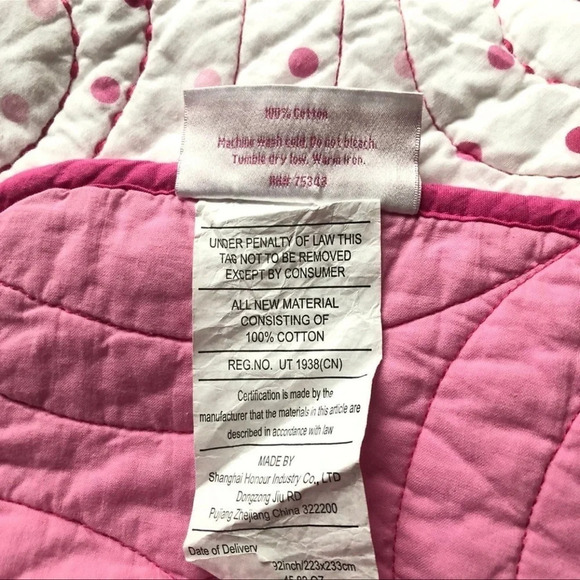 100% Cotton
Machine wash cold. Do not bleach.
Tumble dry low. Warm iron.
RN# 75343
UNDER PENALTY OF LAW THIS
TAG NOT TO BE REMOVED
EXCEPT BY CONSUMER
ALL NEW MATERIAL
CONSISTING OF
100% COTTON
REG.NO. UT 1938(CN)
Certification is made by the
manufacturer that the materials in this article are
described in accordance with law
MADE BY
Shanghai Honour Industry Co,., LTD
Dongzong Jiu RD
Pujiang Zhejiang China 322200
Date of Delivery
92inch/223x233cm
OZ